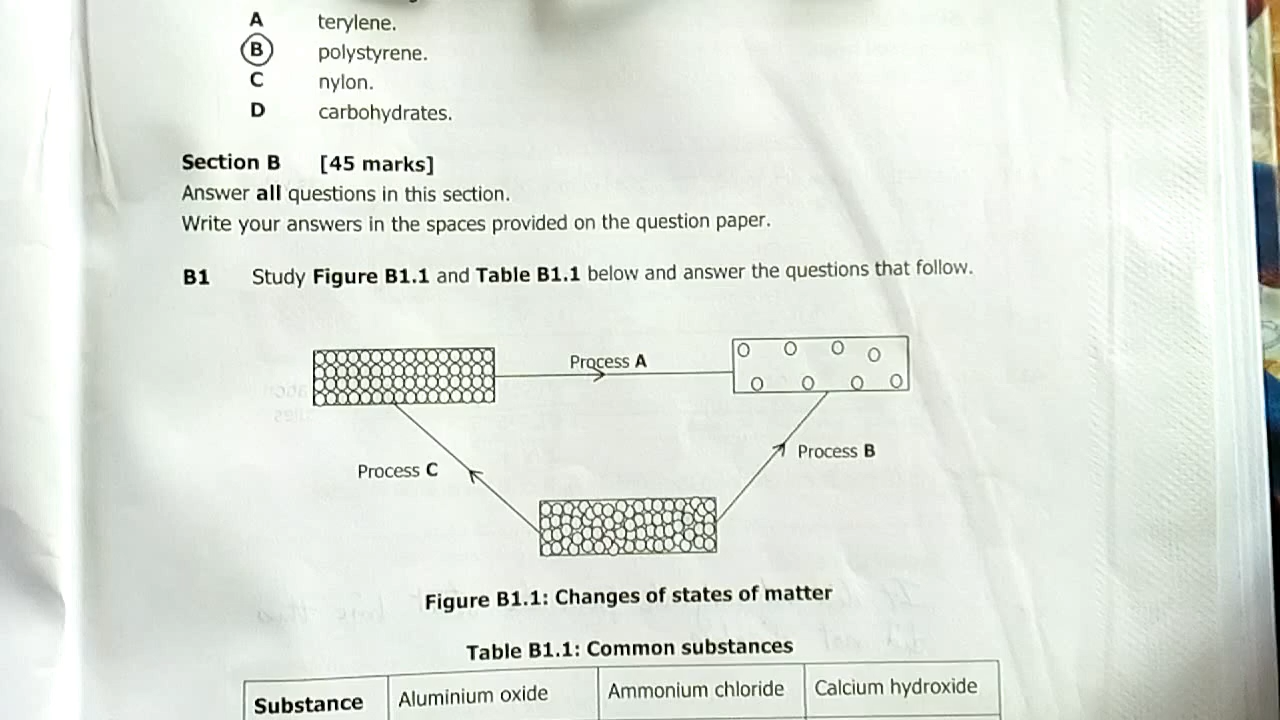 A terylene.
B polystyrene.
C nylon.
D carbohydrates.
Section B [45 marks]
Answer all questions in this section.
Write your answers in the spaces provided on the question paper.
B1 Study Figure B1.1 and Table B1.1 below and answer the questions that follow.
Process A
Process B
Process C
Figure B1.1: Changes of states of matter
Table B1.1: Common substances
Substance Aluminium oxide Ammonium chloride Calcium hydroxide